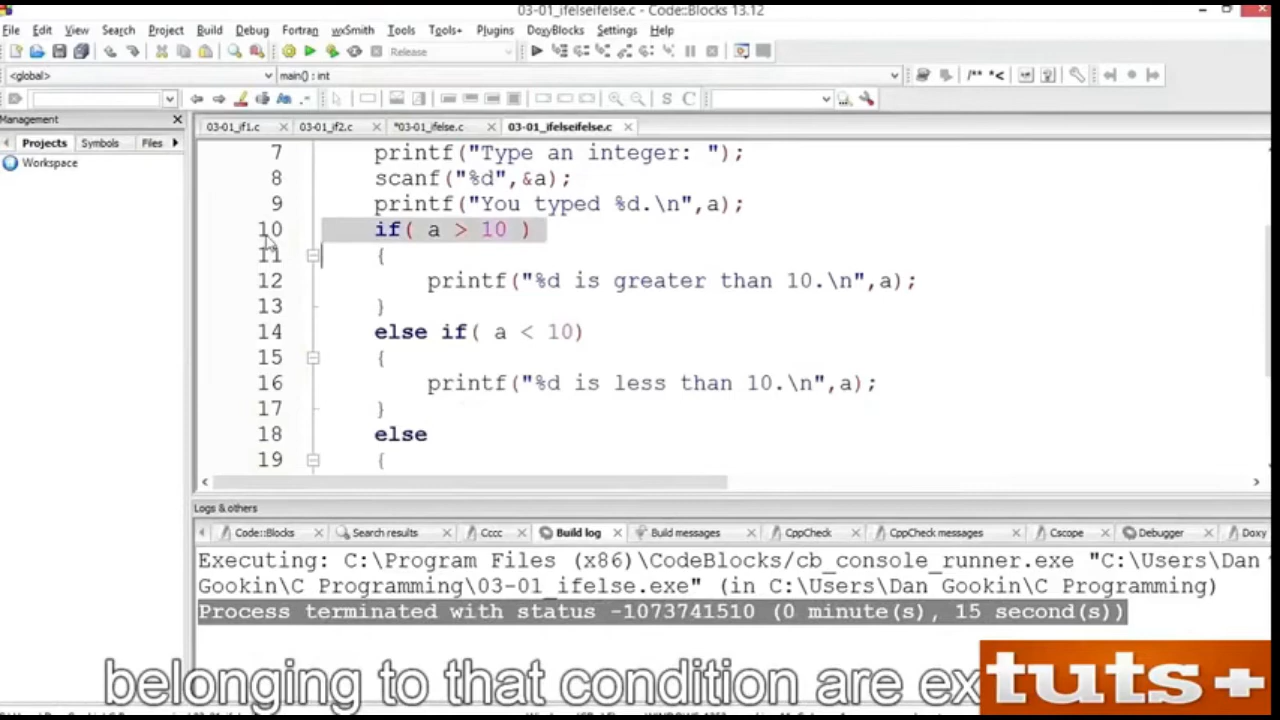 03-01_ifelseifelse.c - Code::Blocks 13.12
File Edit View Search Project Build Debug Fortran wxSmith Tools Tools+ Plugins DoxyBlocks Settings Help
Release
<global> main() : int
/** *<
S C
Management
03-01_if1.c 03-01_if2.c *03-01_ifelse.c 03-01_ifelseifelse.c
Projects Symbols Files
Workspace
7 printf("Type an integer: ");
8 scanf("%d",&a);
9 printf("You typed %d.\n",a);
10 if( a > 10 )
11 {
12 printf("%d is greater than 10.\n",a);
13 }
14 else if( a < 10)
15 {
16 printf("%d is less than 10.\n",a);
17 }
18 else
19 {
Logs & others
Code::Blocks Search results Cccc Build log Build messages CppCheck CppCheck messages Cscope Debugger Doxy
Executing: C:\Program Files (x86)\CodeBlocks/cb_console_runner.exe "C:\Users\Dan
Gookin\C Programming\03-01_ifelse.exe" (in C:\Users\Dan Gookin\C Programming)
Process terminated with status -1073741510 (0 minute(s), 15 second(s))
belonging to that condition are ex
tuts+